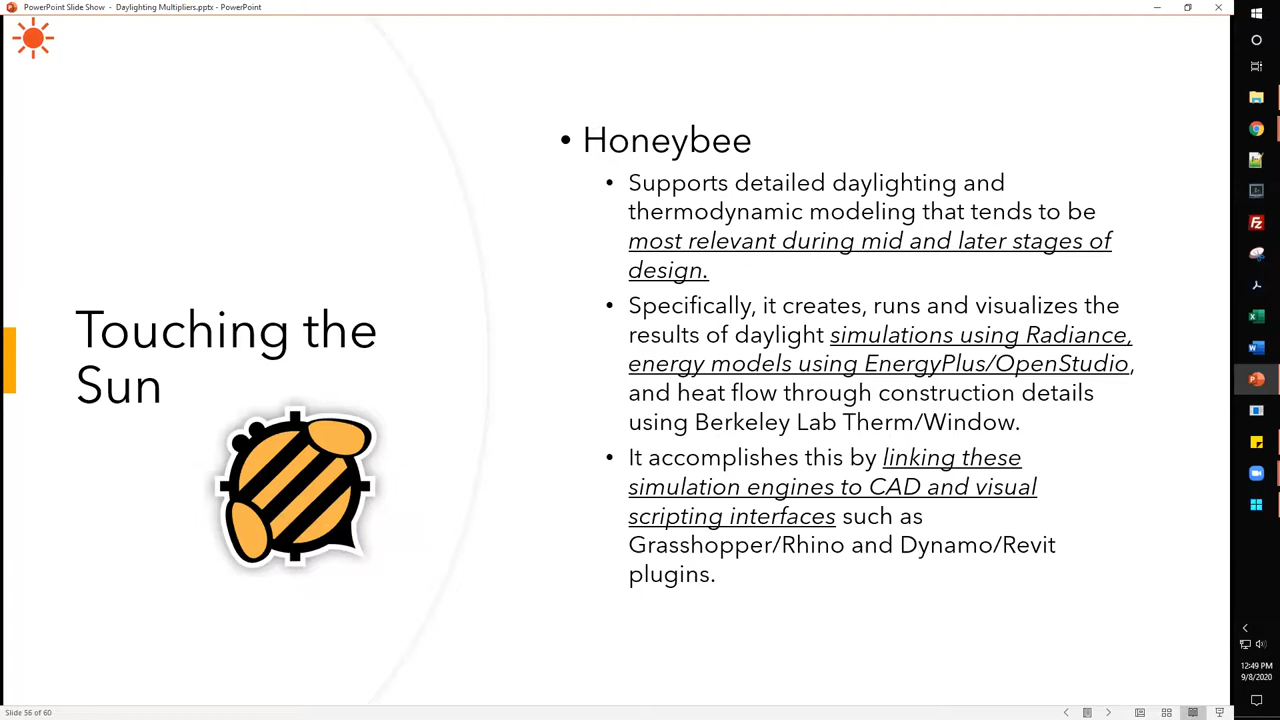 PowerPoint Slide Show - Daylighting Multipliers.pptx - PowerPoint
Touching the
Sun
• Honeybee
• Supports detailed daylighting and
thermodynamic modeling that tends to be
most relevant during mid and later stages of
design.
• Specifically, it creates, runs and visualizes the
results of daylight simulations using Radiance,
energy models using EnergyPlus/OpenStudio,
and heat flow through construction details
using Berkeley Lab Therm/Window.
• It accomplishes this by linking these
simulation engines to CAD and visual
scripting interfaces such as
Grasshopper/Rhino and Dynamo/Revit
plugins.
12:49 PM
9/8/2020
Slide 56 of 60